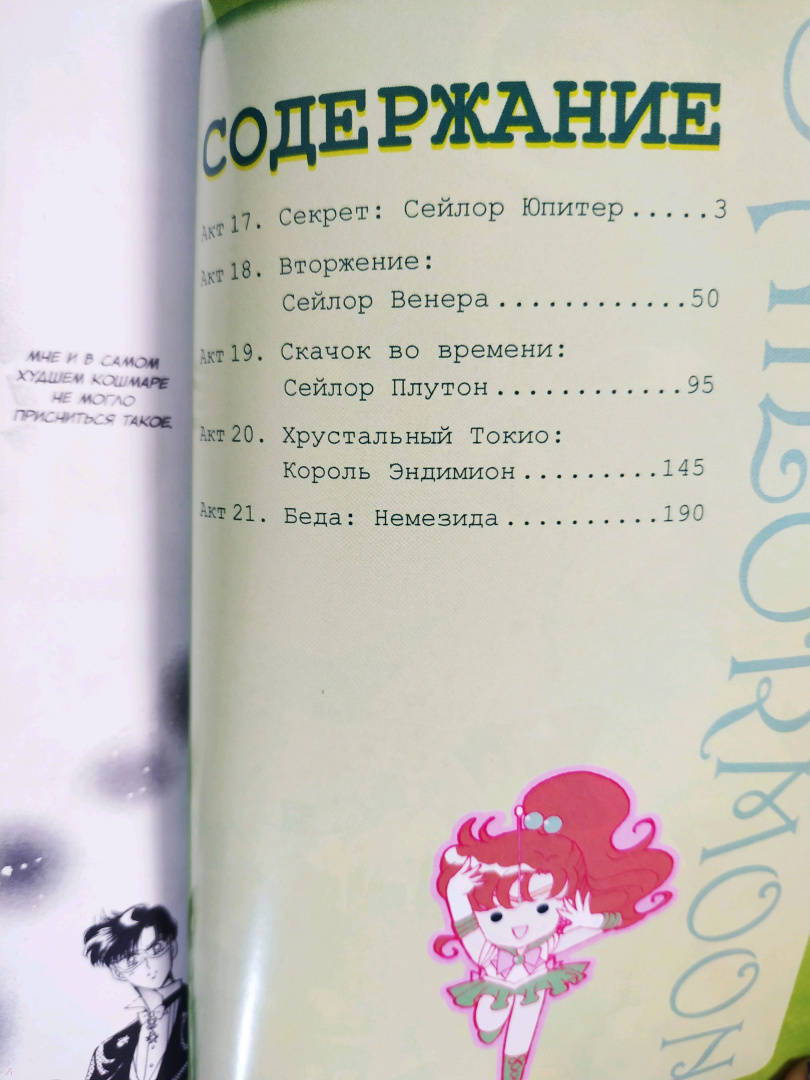 МНЕ И В САМОМ
ХУДШЕМ КОШМАРЕ
НЕ МОГЛО
ПРИСНИТЬСЯ ТАКОЕ.
СОДЕРЖАНИЕ
Акт 17. Секрет: Сейлор Юпитер.....3
Акт 18. Вторжение:
Сейлор Венера............50
Акт 19. Скачок во времени:
Сейлор Плутон............95
Акт 20. Хрустальный Токио:
Король Эндимион.........145
Акт 21. Беда: Немезида..........190
SAILORMOON